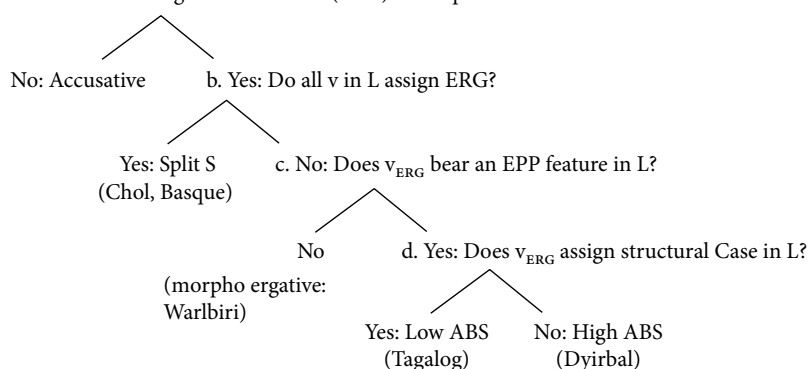 No: Accusative b. Yes: Do all v in L assign ERG?
Yes: Split S c. No: Does vERG bear an EPP feature in L?
(Chol, Basque)
No d. Yes: Does vERG assign structural Case in L?
(morpho ergative:
Warlbiri)
Yes: Low ABS No: High ABS
(Tagalog) (Dyirbal)